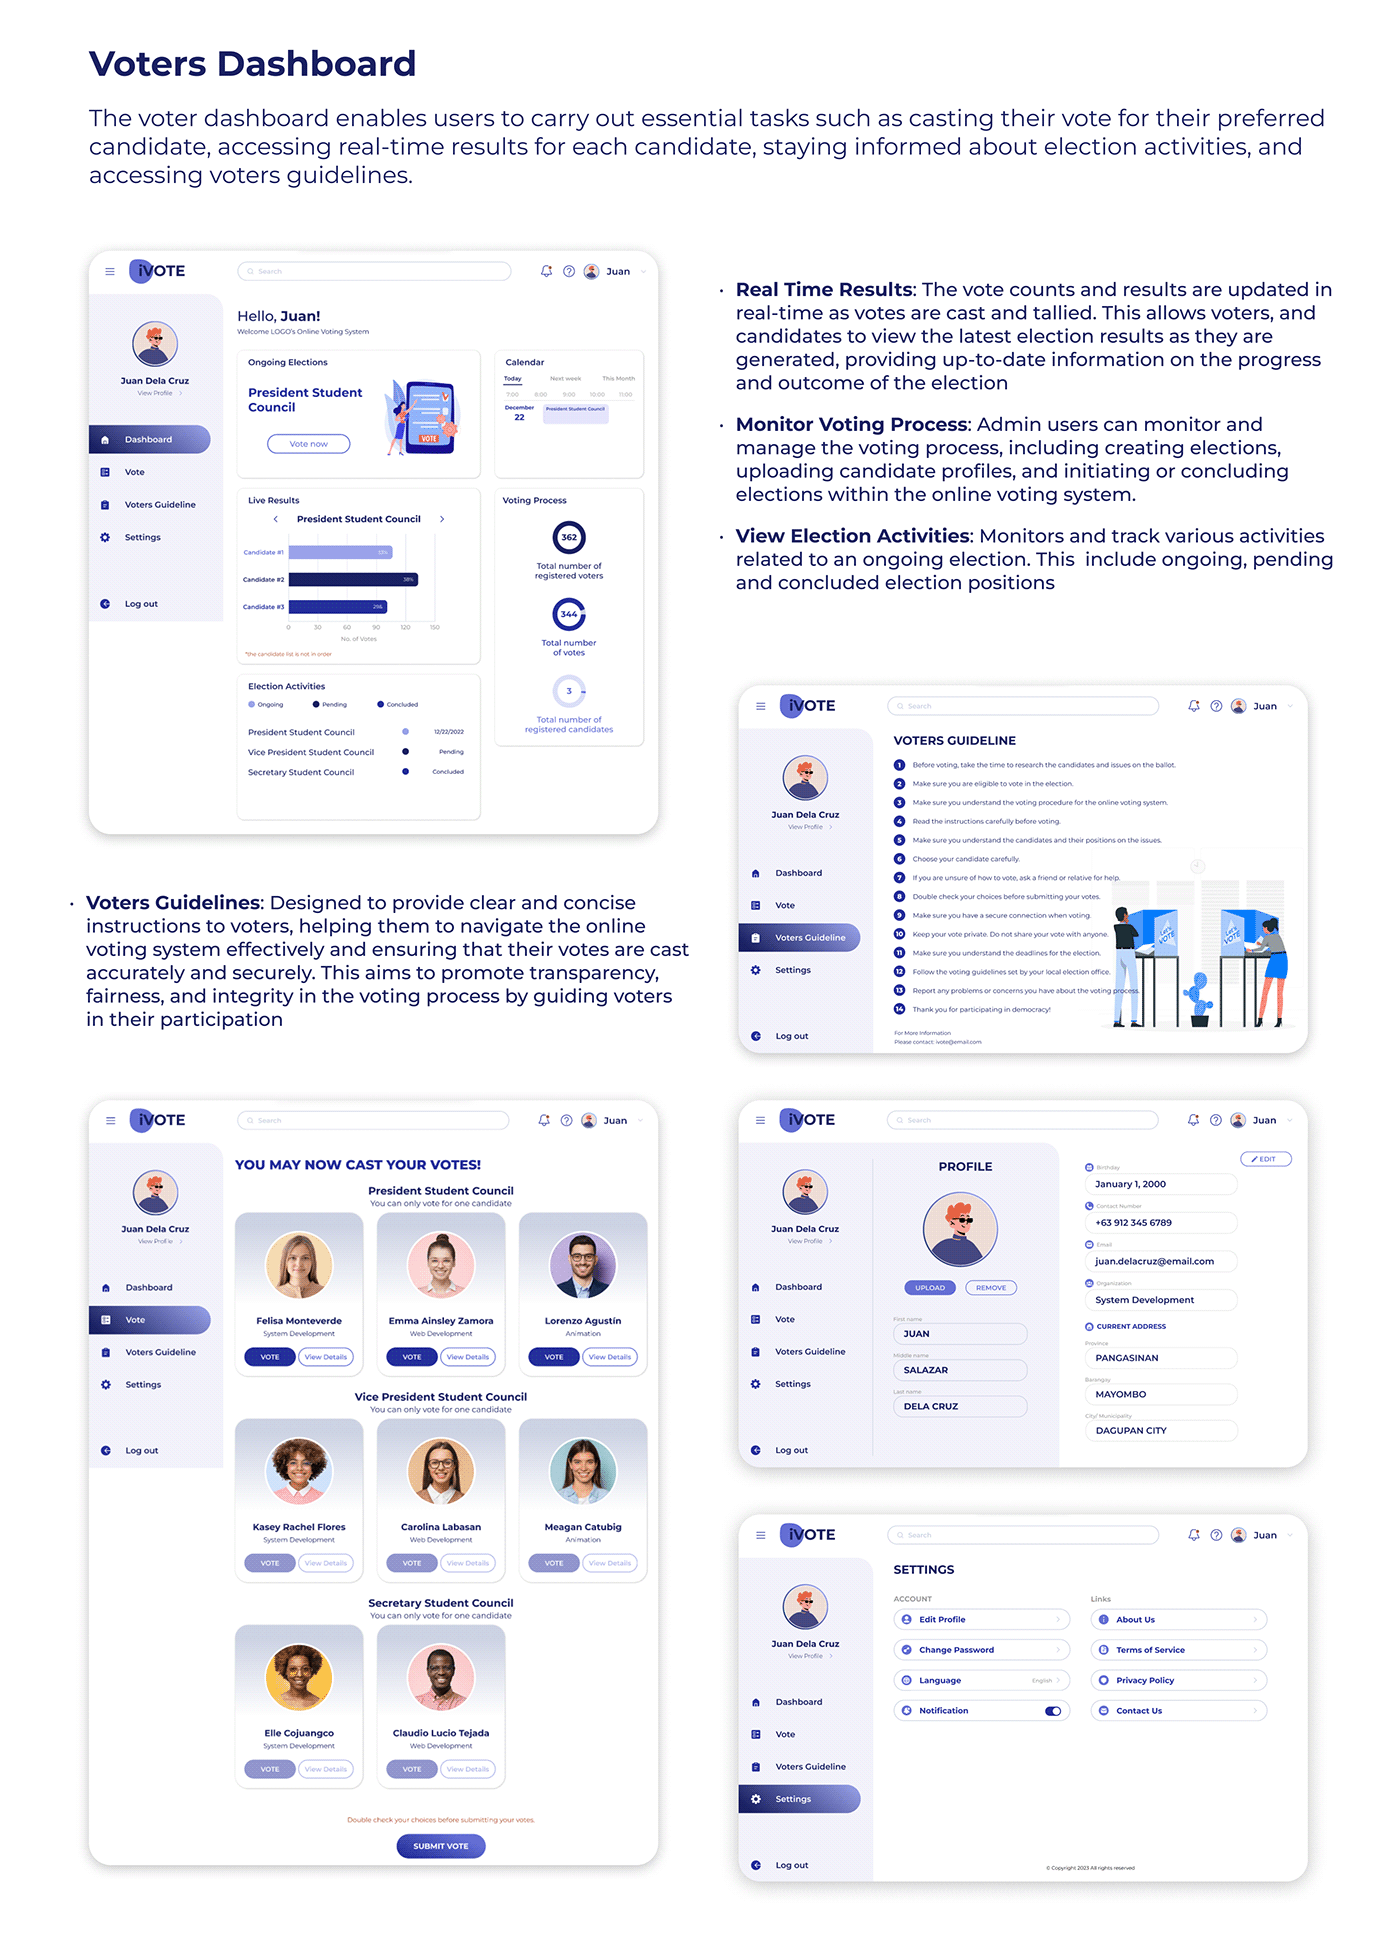 Voters Dashboard
The voter dashboard enables users to carry out essential tasks such as casting their vote for their preferred
candidate, accessing real-time results for each candidate, staying informed about election activities, and
accessing voters guidelines.
iVOTE
Search
Juan
Juan Dela Cruz
View Profile
Dashboard
Vote
Voters Guideline
Settings
Log out
Hello, Juan!
Welcome LOGO's Online Voting System
Ongoing Elections
President Student
Council
Vote now
VOTE
Calendar
Today Next week This Month
7:00 8:00 9:00 10:00 11:00
December
22
President Student Council
Live Results
President Student Council
Candidate #1
33%
Candidate #2
38%
Candidate #3
29%
0 30 60 90 120 150
No. of Votes
*the candidate list is not in order
Voting Process
362
Total number of
registered voters
344
Total number
of votes
3
Total number of
registered candidates
Election Activities
Ongoing Pending Concluded
President Student Council 12/22/2022
Vice President Student Council Pending
Secretary Student Council Concluded
• Real Time Results: The vote counts and results are updated in
real-time as votes are cast and tallied. This allows voters, and
candidates to view the latest election results as they are
generated, providing up-to-date information on the progress
and outcome of the election
• Monitor Voting Process: Admin users can monitor and
manage the voting process, including creating elections,
uploading candidate profiles, and initiating or concluding
elections within the online voting system.
• View Election Activities: Monitors and track various activities
related to an ongoing election. This include ongoing, pending
and concluded election positions
iVOTE
Search
Juan
Juan Dela Cruz
View Profile
Dashboard
Vote
Voters Guideline
Settings
Log out
VOTERS GUIDELINE
1 Before voting, take the time to research the candidates and issues on the ballot.
2 Make sure you are eligible to vote in the election.
3 Make sure you understand the voting procedure for the online voting system.
4 Read the instructions carefully before voting.
5 Make sure you understand the candidates and their positions on the issues.
6 Choose your candidate carefully.
7 If you are unsure of how to vote, ask a friend or relative for help.
8 Double check your choices before submitting your votes.
9 Make sure you have a secure connection when voting.
10 Keep your vote private. Do not share your vote with anyone.
11 Make sure you understand the deadlines for the election.
12 Follow the voting guidelines set by your local election office.
13 Report any problems or concerns you have about the voting process.
14 Thank you for participating in democracy!
For More Information
Please contact: ivote@email.com
VOTE
VOTE
• Voters Guidelines: Designed to provide clear and concise
instructions to voters, helping them to navigate the online
voting system effectively and ensuring that their votes are cast
accurately and securely. This aims to promote transparency,
fairness, and integrity in the voting process by guiding voters
in their participation
iVOTE
Search
Juan
Juan Dela Cruz
View Profile
Dashboard
Vote
Voters Guideline
Settings
Log out
YOU MAY NOW CAST YOUR VOTES!
President Student Council
You can only vote for one candidate
Felisa Monteverde
System Development
VOTE View Details
Emma Ainsley Zamora
Web Development
VOTE View Details
Lorenzo Agustín
Animation
VOTE View Details
Vice President Student Council
You can only vote for one candidate
Kasey Rachel Flores
System Development
VOTE View Details
Carolina Labasan
Web Development
VOTE View Details
Meagan Catubig
Animation
VOTE View Details
Secretary Student Council
You can only vote for one candidate
Elle Cojuangco
System Development
VOTE View Details
Claudio Lucio Tejada
Web Development
VOTE View Details
Double check your choices before submitting your votes.
SUBMIT VOTE
iVOTE
Search
Juan
Juan Dela Cruz
View Profile
Dashboard
Vote
Voters Guideline
Settings
Log out
PROFILE
UPLOAD REMOVE
First name
JUAN
Middle name
SALAZAR
Last name
DELA CRUZ
EDIT
Birthday
January 1, 2000
Contact Number
+63 912 345 6789
Email
juan.delacruz@email.com
Organization
System Development
CURRENT ADDRESS
Province
PANGASINAN
Barangay
MAYOMBO
City/ Municipality
DAGUPAN CITY
iVOTE
Search
Juan
Juan Dela Cruz
View Profile
Dashboard
Vote
Voters Guideline
Settings
Log out
SETTINGS
ACCOUNT
Edit Profile
Change Password
Language English
Notification
Links
About Us
Terms of Service
Privacy Policy
Contact Us
© Copyright 2023 All rights reserved